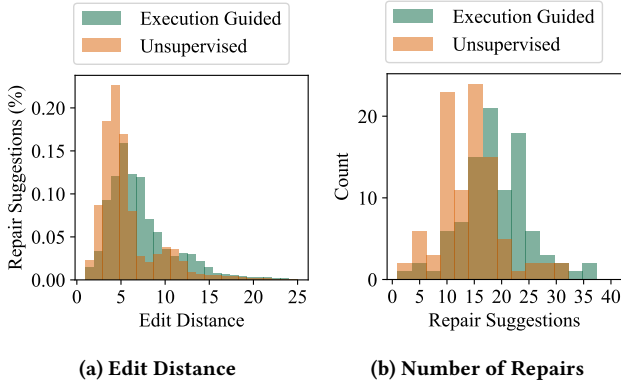 Execution Guided
Unsupervised
Repair Suggestions (%)
0.20
0.15
0.10
0.05
0.00
0 5 10 15 20 25
Edit Distance
(a) Edit Distance
Execution Guided
Unsupervised
Count
20
10
0
0 5 10 15 20 25 30 35 40
Repair Suggestions
(b) Number of Repairs